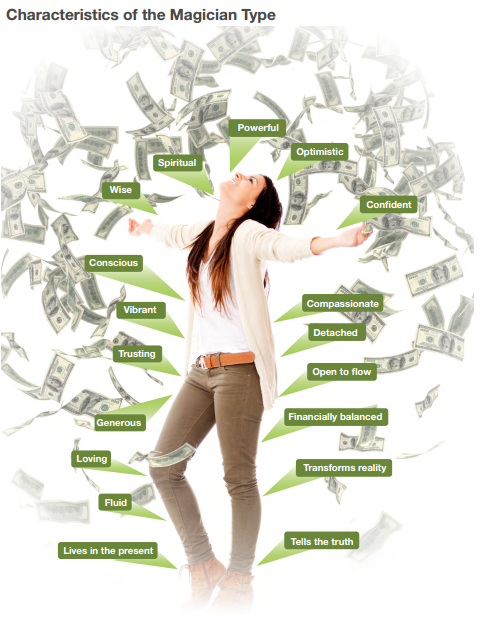 Characteristics of the Magician Type
Powerful
Optimistic
Spiritual
Wise
Confident
Conscious
Compassionate
Vibrant
Detached
Trusting
Open to flow
Generous
Financially balanced
Loving
Transforms reality
Fluid
Tells the truth
Lives in the present